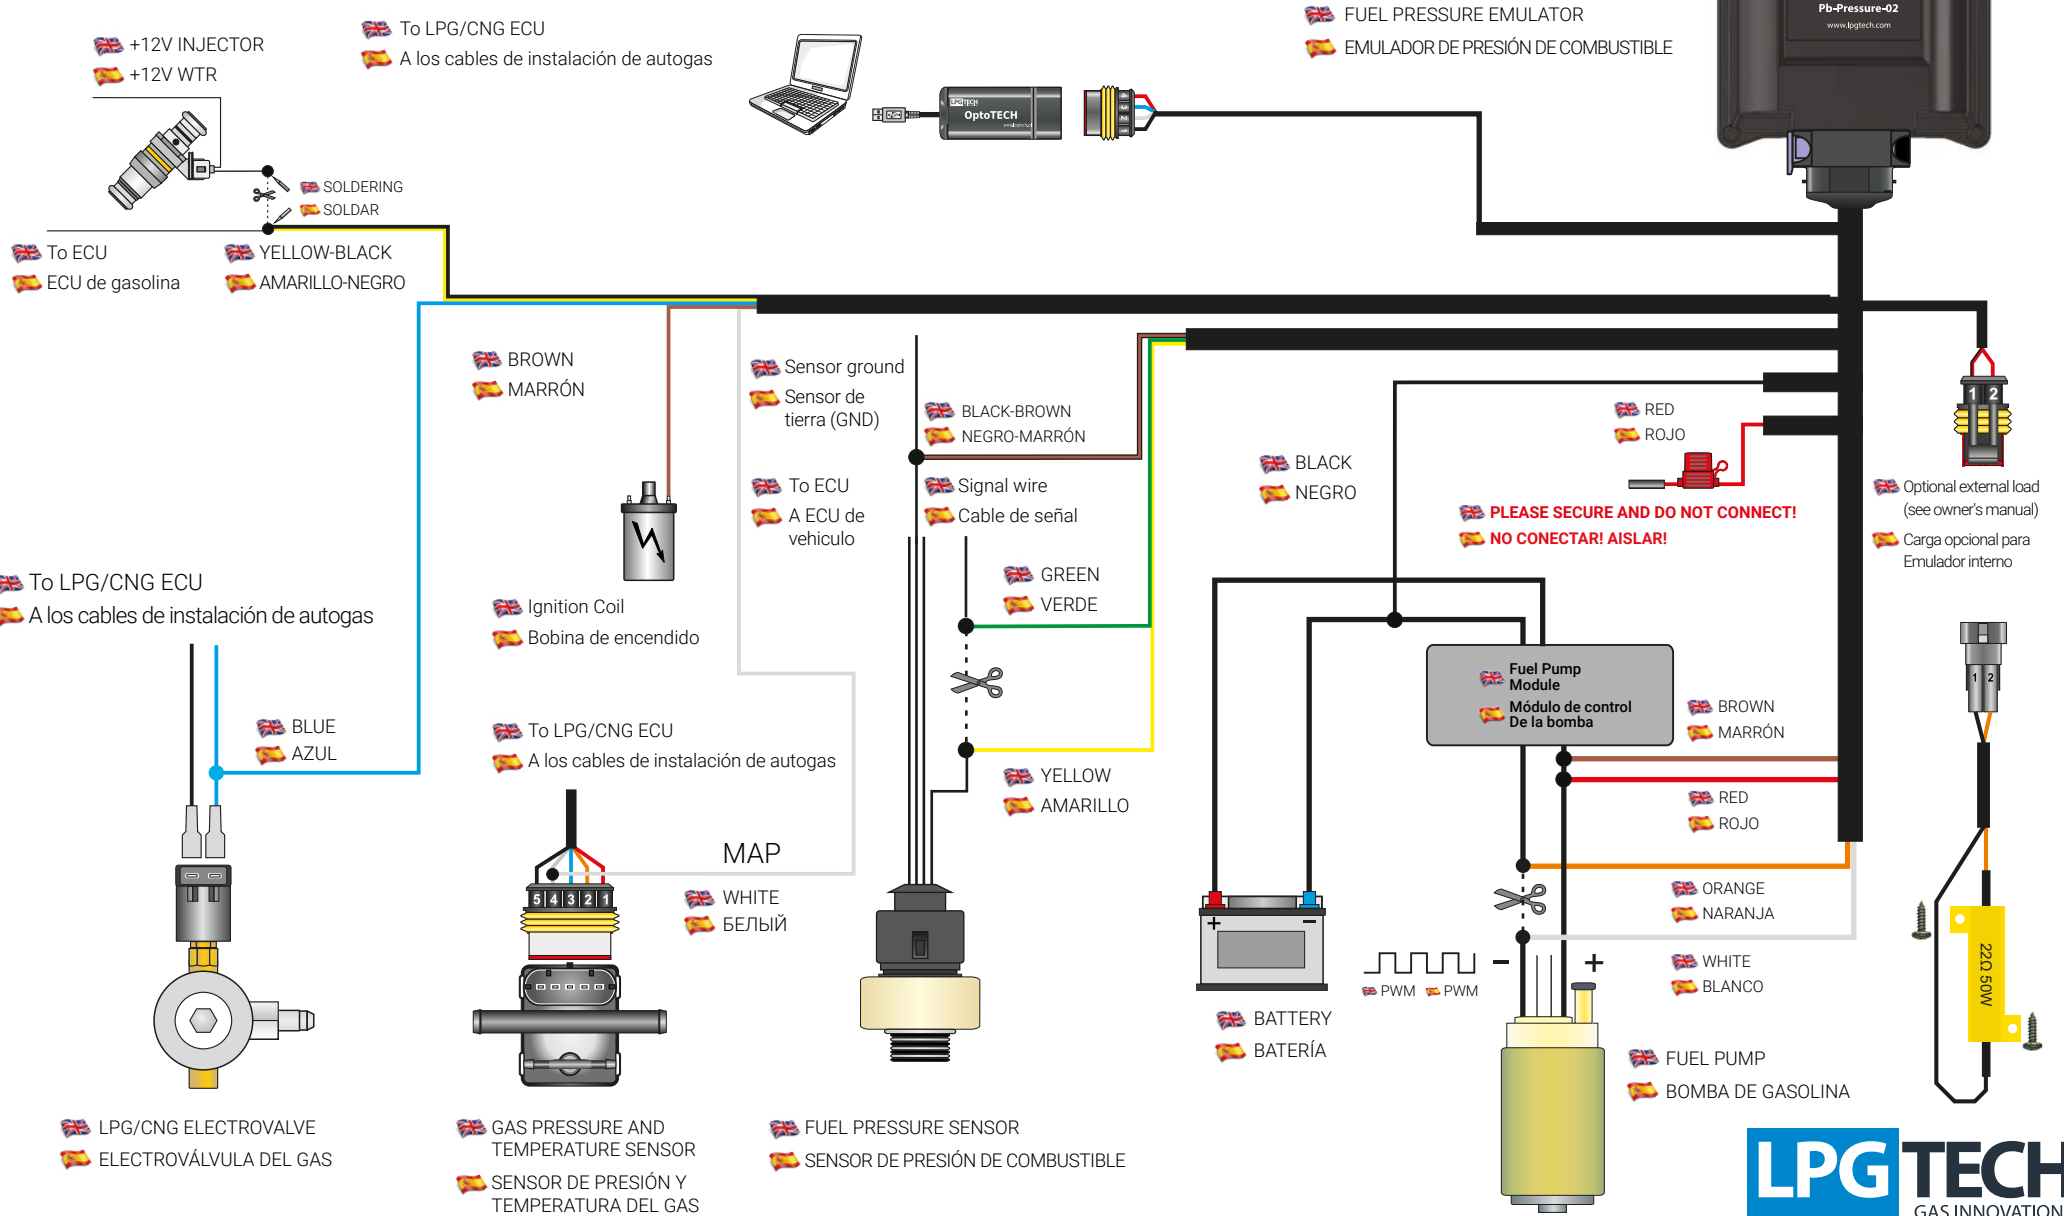 +12V INJECTOR
+12V WTR
To LPG/CNG ECU
A los cables de instalación de autogas
FUEL PRESSURE EMULATOR
EMULADOR DE PRESIÓN DE COMBUSTIBLE
Pb-Pressure-02
www.lpgtech.com
LPGTECH
OptoTECH
4 3 2 1
SOLDERING
SOLDAR
To ECU
ECU de gasolina
YELLOW-BLACK
AMARILLO-NEGRO
BROWN
MARRÓN
Sensor ground
Sensor de
tierra (GND)
BLACK-BROWN
NEGRO-MARRÓN
To ECU
A ECU de
vehiculo
Signal wire
Cable de señal
BLACK
NEGRO
RED
ROJO
PLEASE SECURE AND DO NOT CONNECT!
NO CONECTAR! AISLAR!
1 2
Optional external load
(see owner's manual)
Carga opcional para
Emulador interno
To LPG/CNG ECU
A los cables de instalación de autogas
Ignition Coil
Bobina de encendido
GREEN
VERDE
BLUE
AZUL
To LPG/CNG ECU
A los cables de instalación de autogas
YELLOW
AMARILLO
Fuel Pump
Module
Módulo de control
De la bomba
BROWN
MARRÓN
RED
ROJO
1 2
MAP
5 4 3 2 1
WHITE
БЕЛЫЙ
ORANGE
NARANJA
WHITE
BLANCO
+ −
PWM PWM
− +
22Ω 50W
BATTERY
BATERÍA
FUEL PUMP
BOMBA DE GASOLINA
LPG/CNG ELECTROVALVE
ELECTROVÁLVULA DEL GAS
GAS PRESSURE AND
TEMPERATURE SENSOR
SENSOR DE PRESIÓN Y
TEMPERATURA DEL GAS
FUEL PRESSURE SENSOR
SENSOR DE PRESIÓN DE COMBUSTIBLE
LPGTECH
GAS INNOVATION